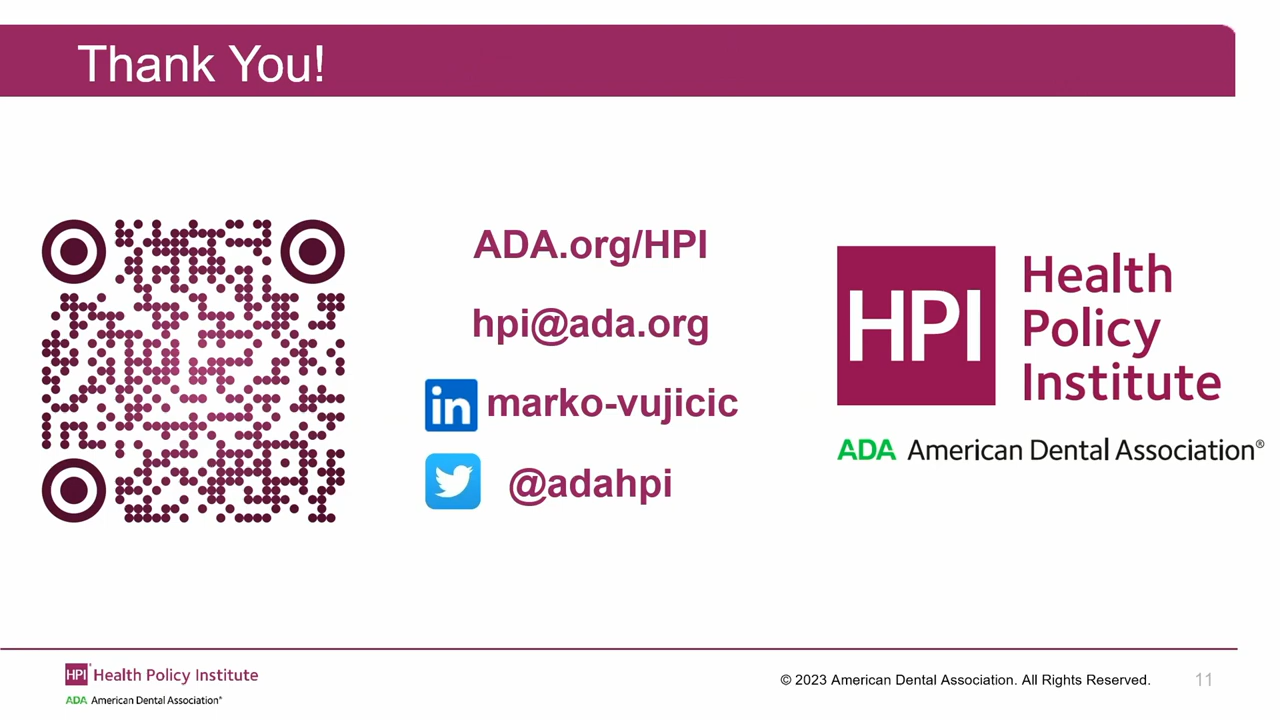 Thank You!
ADA.org/HPI
hpi@ada.org
in marko-vujicic
@adahpi
HPI
Health
Policy
Institute
ADA American Dental Association®
HPI® Health Policy Institute
ADA American Dental Association®
© 2023 American Dental Association. All Rights Reserved.
11